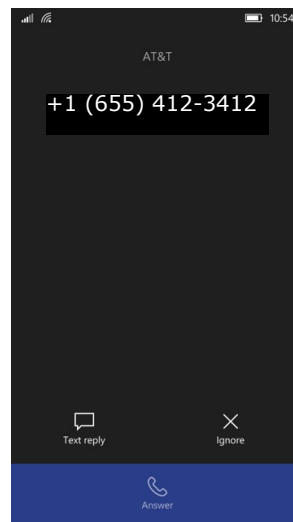 10:54
AT&T
+1 (655) 412-3412
Text reply
Ignore
Answer